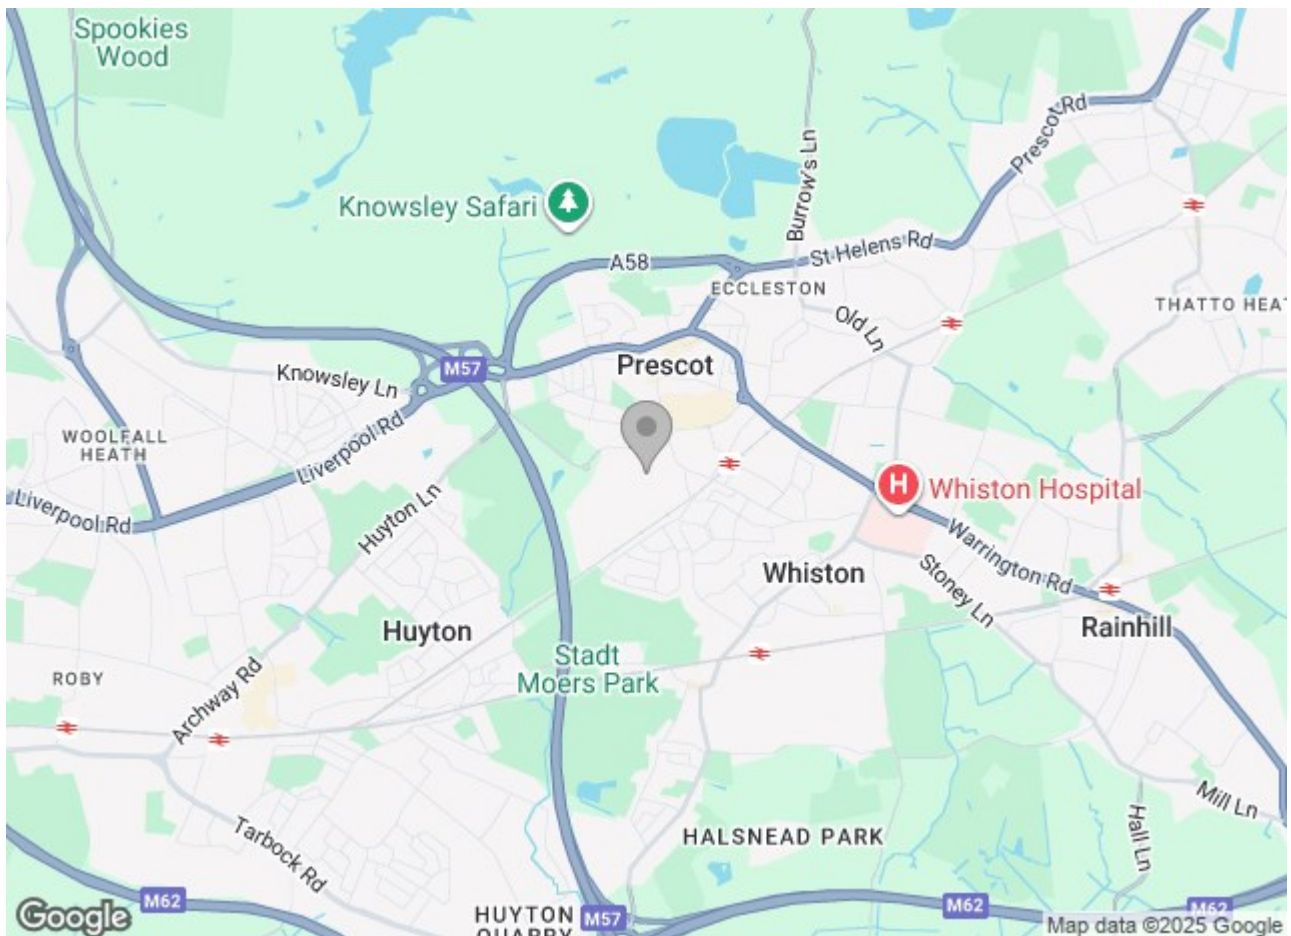 Spookies
Wood
Prescot Rd
Burrow's Ln
Knowsley Safari
St Helens Rd
A58
ECCLESTON
THATTO HEAT
Old Ln
Prescot
M57
Knowsley Ln
WOOLFALL
HEATH
Liverpool Rd
Liverpool Rd
H
Whiston Hospital
Huyton Ln
Warrington Rd
Whiston
Stoney Ln
Huyton
Rainhill
Stadt
Moers Park
ROBY
Archway Rd
Mill Ln
Hall Ln
Tarbock Rd
HALSNEAD PARK
M62
HUYTON
QUARRY
M57
M62
M62
Google
Map data ©2025 Google